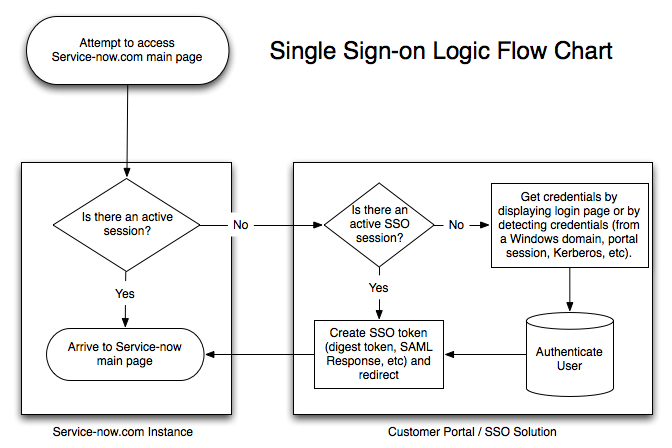 Attempt to access
Service-now.com main page
Single Sign-on Logic Flow Chart
Is there an active
session?
No
Is there an
active SSO
session?
No
Get credentials by
displaying login page or by
detecting credentials (from
a Windows domain, portal
session, Kerberos, etc).
Yes
Yes
Arrive to Service-now
main page
Create SSO token
(digest token, SAML
Response, etc) and
redirect
Authenticate
User
Service-now.com Instance
Customer Portal / SSO Solution